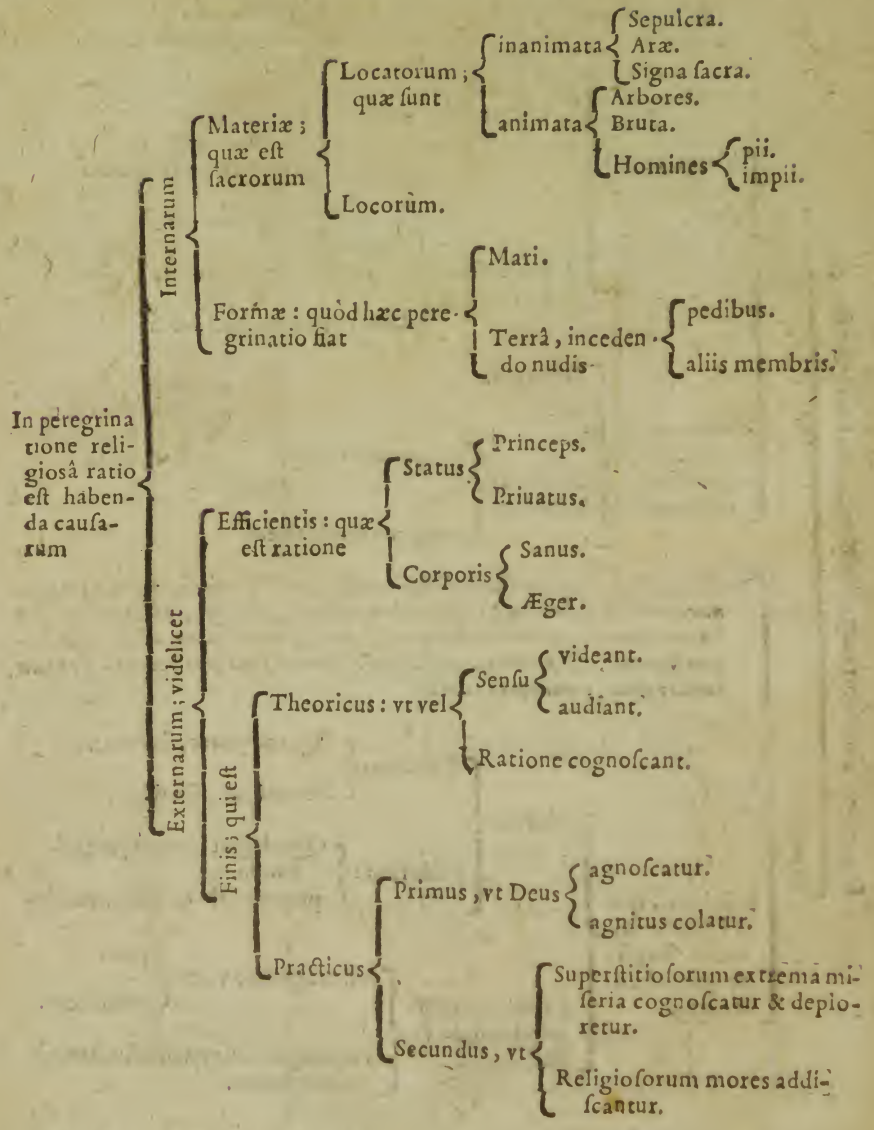 In peregrina
tione reli-
giosâ ratio
eſt haben-
da cauſa-
rum
Internarum
Materiæ ;
quæ eſt
ſacrorum
Locatorum ;
quæ ſunt
inanimata
Sepulcra.
Aræ.
Signa ſacra.
animata
Arbores.
Bruta.
Homines
pii.
impii.
Locorùm.
Formæ : quòd hæc pere-
grinatio fiat
Mari.
Terrâ, inceden
do nudis
pedibus.
aliis membris.
Externarum ; videlicet
Efficientis : quæ
eſt ratione
Status
Princeps.
Priuatus.
Corporis
Sanus.
Æger.
Finis ; qui eſt
Theoricus : vt vel
Senſu
videant.
audiant.
Ratione cognoſcant.
Practicus
Primus , vt Deus
agnoſcatur.
agnitus colatur.
Secundus , vt
Superſtitioſorum extrema mi-
ſeria cognoſcatur & deplo-
retur.
Religioſorum mores addi-
ſcantur.